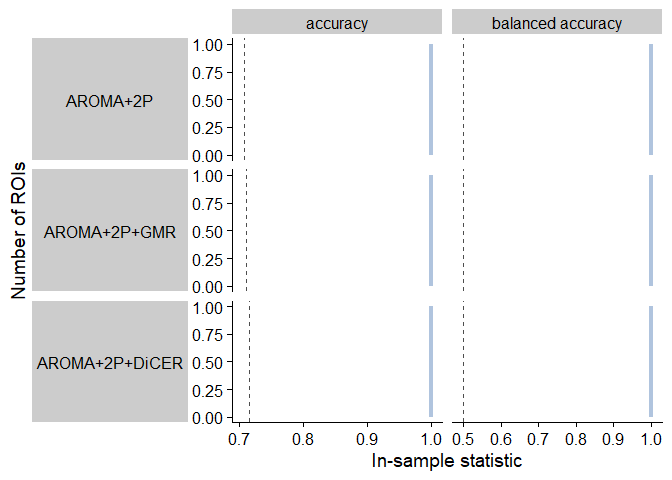 accuracy balanced accuracy
Number of ROIs
AROMA+2P
1.00
0.75
0.50
0.25
0.00
AROMA+2P+GMR
1.00
0.75
0.50
0.25
0.00
AROMA+2P+DiCER
1.00
0.75
0.50
0.25
0.00
0.7 0.8 0.9 1.0 0.5 0.6 0.7 0.8 0.9 1.0
In-sample statistic